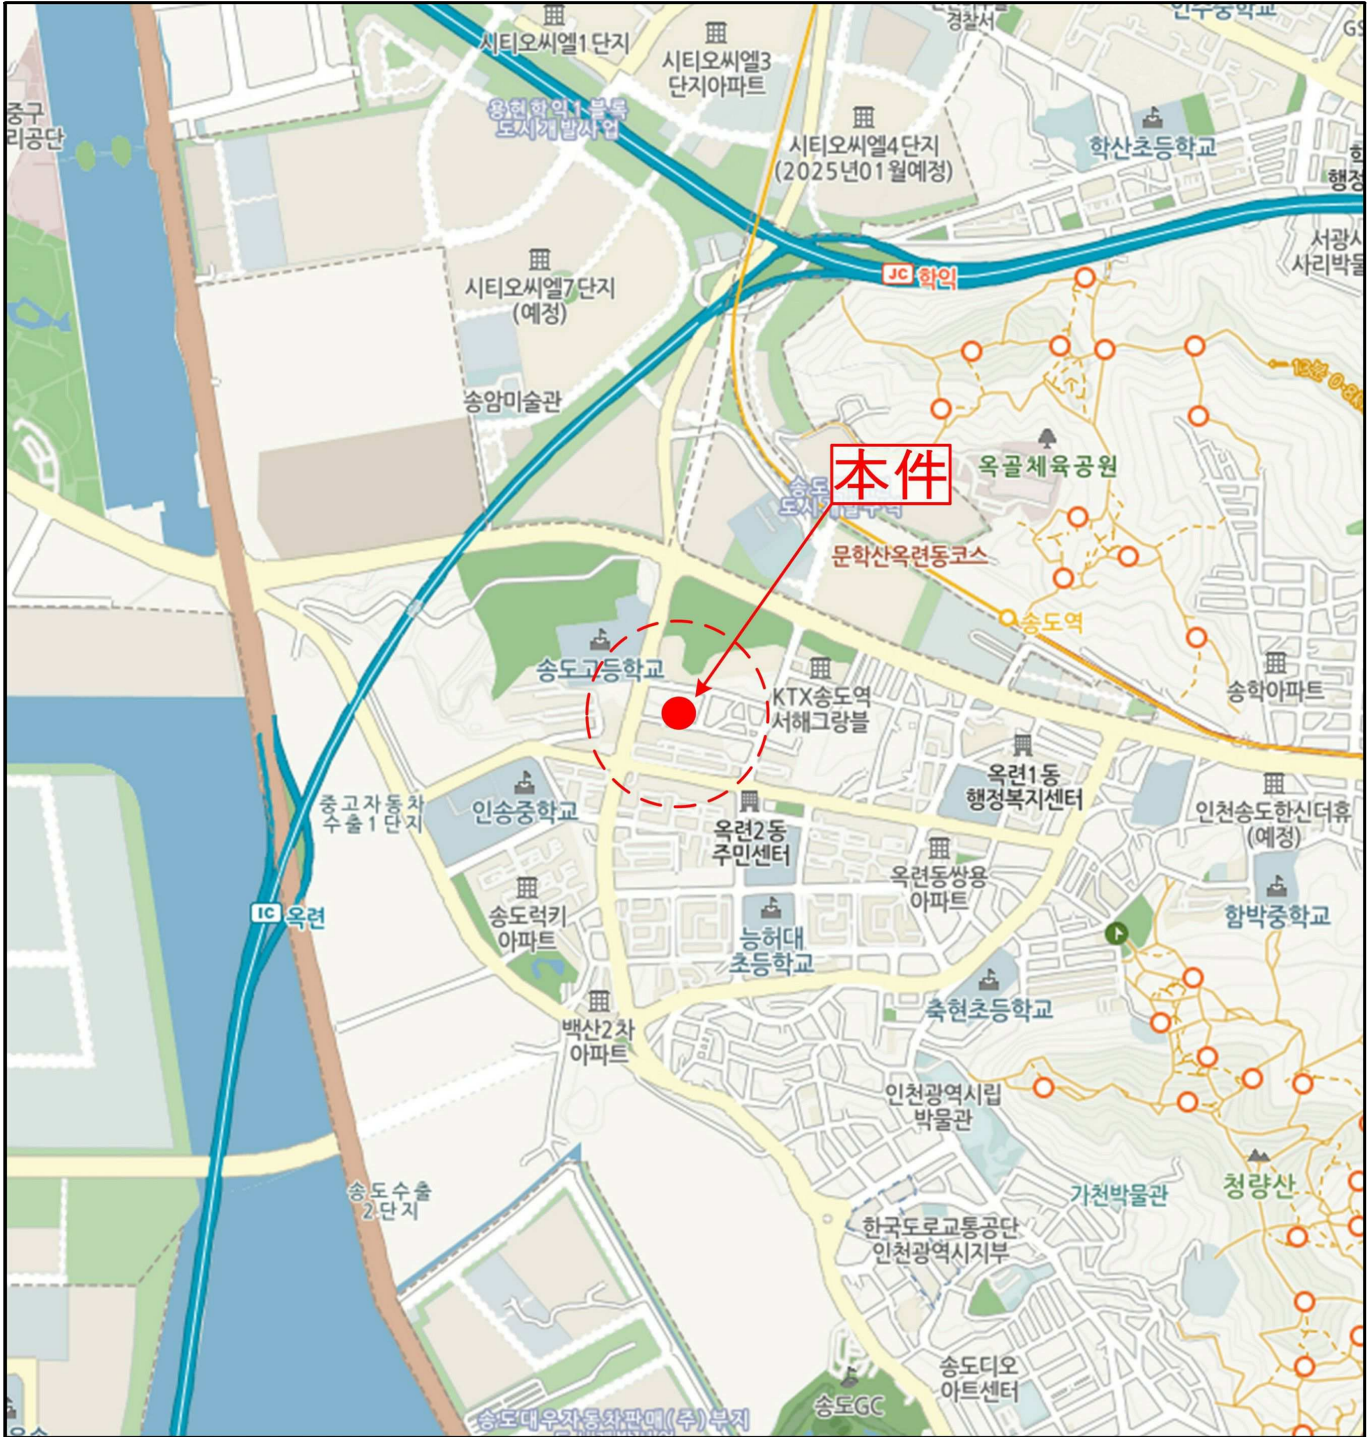 시티오씨엘1단지
시티오씨엘3
단지아파트
경찰서
인주중학교
중구
리공단
용현학익1블록
도시개발사업
시티오씨엘4단지
(2025년01월예정)
학산초등학교
행정
서광사
사리박물
JC 학익
시티오씨엘7단지
(예정)
송암미술관
本件
옥골체육공원
문학산옥련동코스
송도역
송도고등학교
KTX송도역
서해그랑블
송학아파트
옥련1동
행정복지센터
인천송도한신더휴
(예정)
중고자동차
수출1단지
인송중학교
옥련2동
주민센터
옥련동쌍용
아파트
함박중학교
송도럭키
아파트
IC 옥련
능허대
초등학교
축현초등학교
백산2차
아파트
인천광역시립
박물관
가천박물관
청량산
송도수출
2단지
한국도로교통공단
인천광역시지부
송도디오
아트센터
송도GC
송도대우자동차판매(주)부지